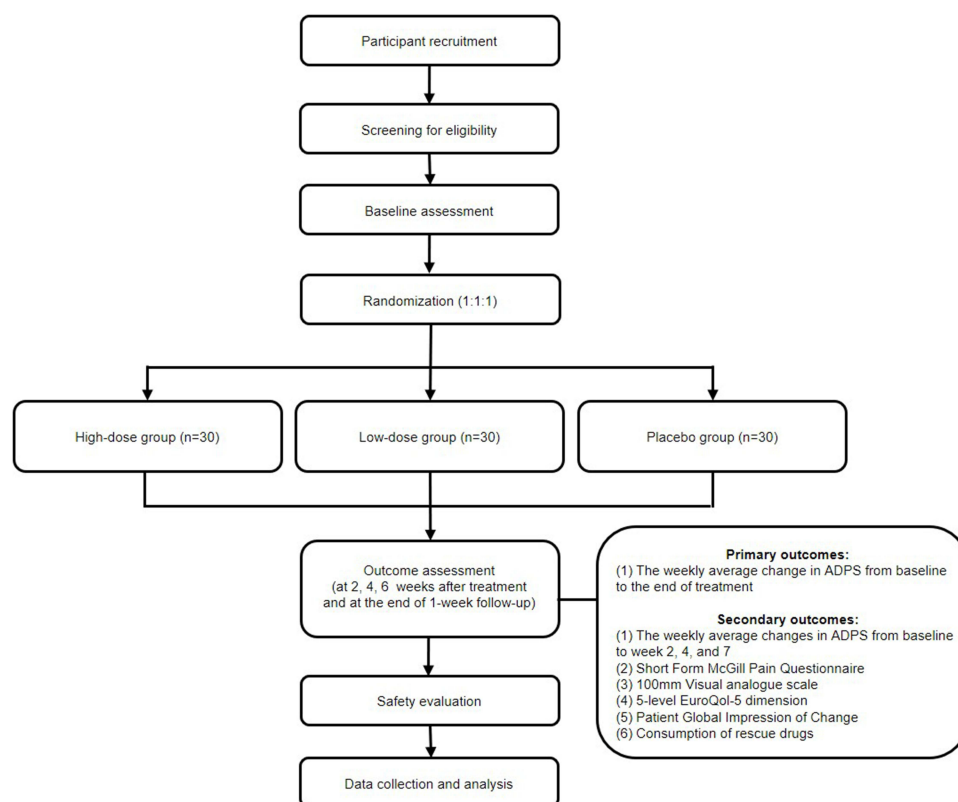 Participant recruitment
Screening for eligibility
Baseline assessment
Randomization (1:1:1)
High-dose group (n=30)
Low-dose group (n=30)
Placebo group (n=30)
Outcome assessment
(at 2, 4, 6 weeks after treatment
and at the end of 1-week follow-up)
Primary outcomes:
(1) The weekly average change in ADPS from baseline
to the end of treatment
Secondary outcomes:
(1) The weekly average changes in ADPS from baseline
to week 2, 4, and 7
(2) Short Form McGill Pain Questionnaire
(3) 100mm Visual analogue scale
(4) 5-level EuroQol-5 dimension
(5) Patient Global Impression of Change
(6) Consumption of rescue drugs
Safety evaluation
Data collection and analysis